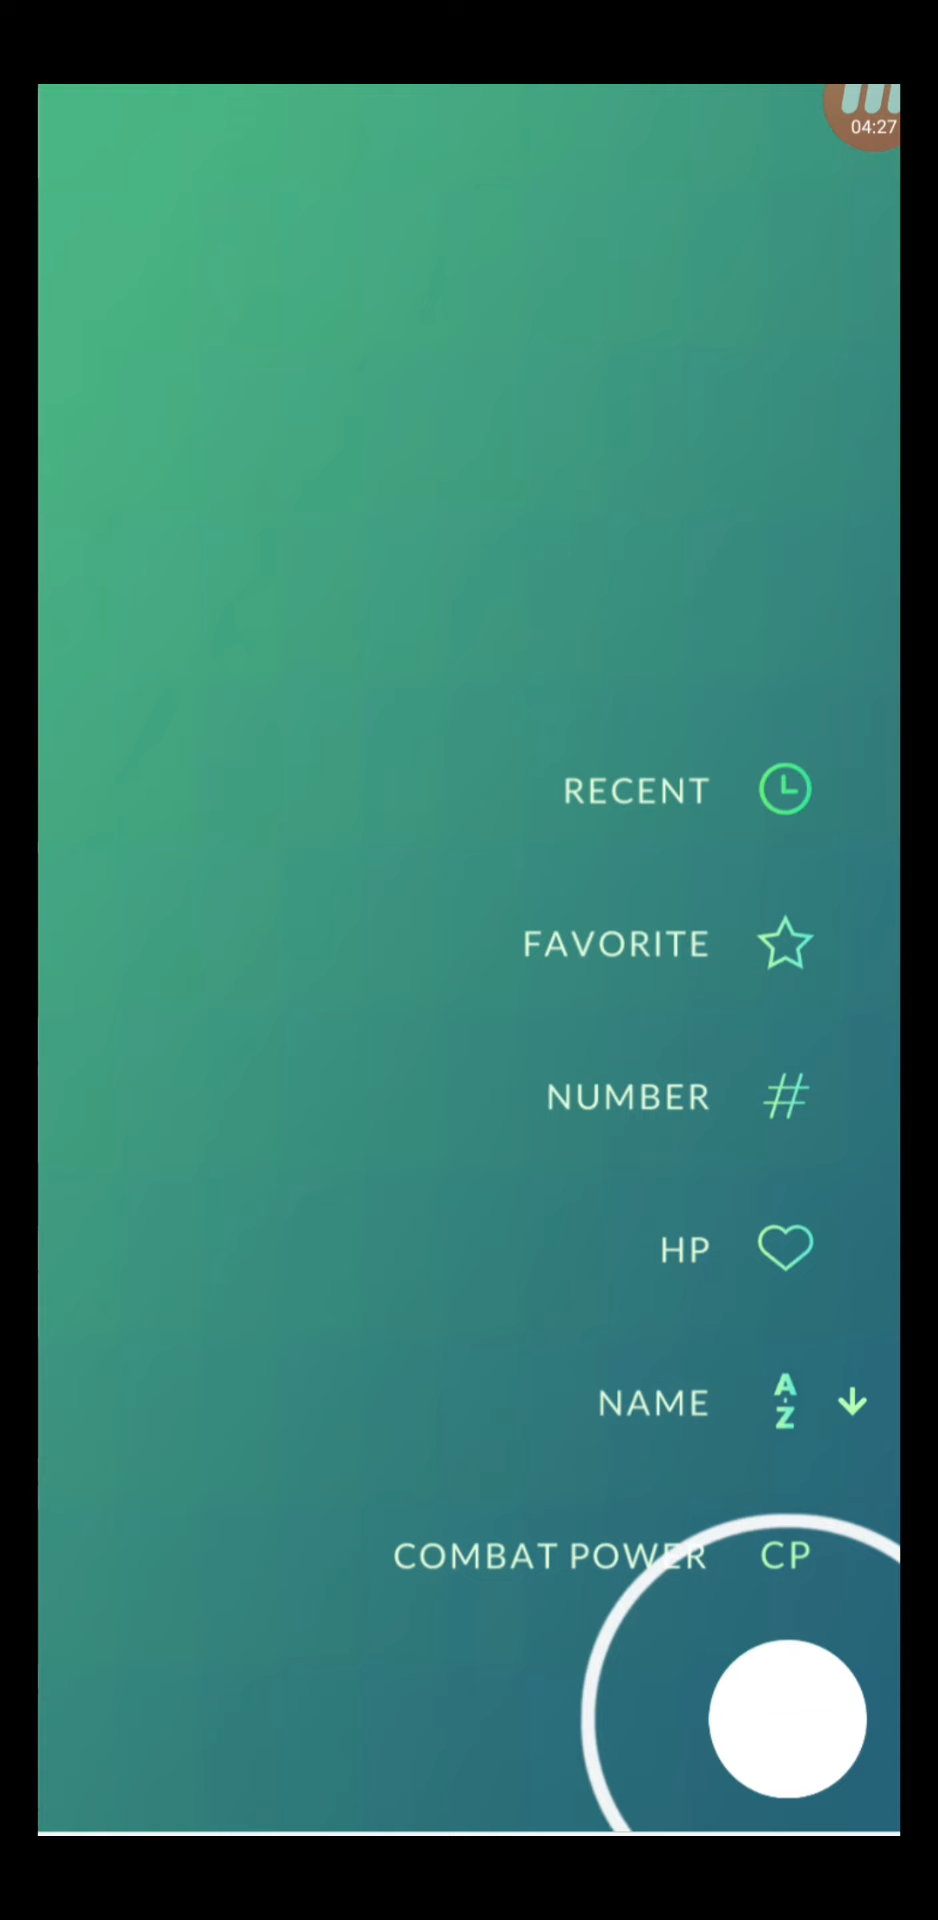 04:27
RECENT
FAVORITE
NUMBER
HP
NAME A-Z
COMBAT POWER CP